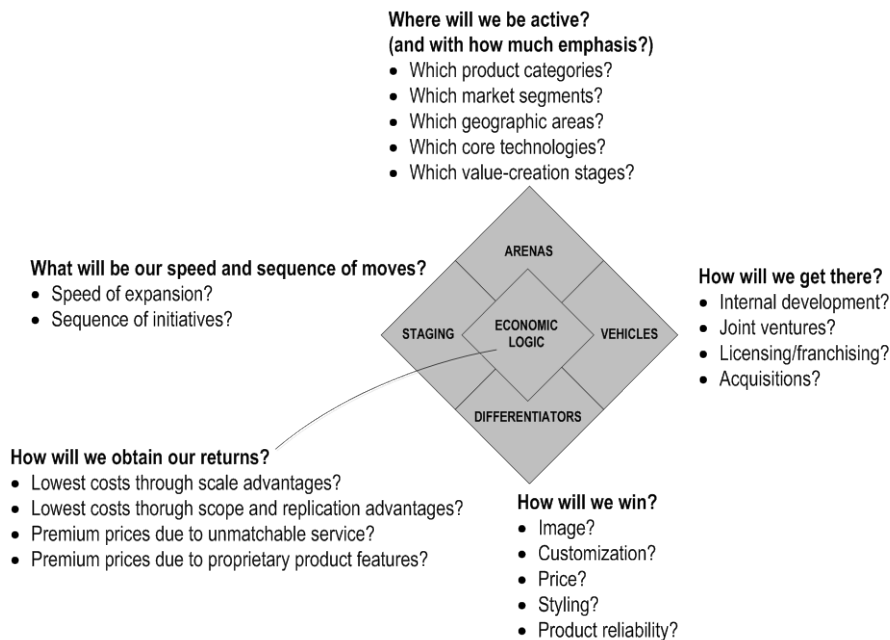 Where will we be active?
(and with how much emphasis?)
• Which product categories?
• Which market segments?
• Which geographic areas?
• Which core technologies?
• Which value-creation stages?
ARENAS
What will be our speed and sequence of moves?
• Speed of expansion?
• Sequence of initiatives?
How will we get there?
• Internal development?
• Joint ventures?
• Licensing/franchising?
• Acquisitions?
STAGING
ECONOMIC
LOGIC
VEHICLES
DIFFERENTIATORS
How will we obtain our returns?
• Lowest costs through scale advantages?
• Lowest costs thorugh scope and replication advantages?
• Premium prices due to unmatchable service?
• Premium prices due to proprietary product features?
How will we win?
• Image?
• Customization?
• Price?
• Styling?
• Product reliability?